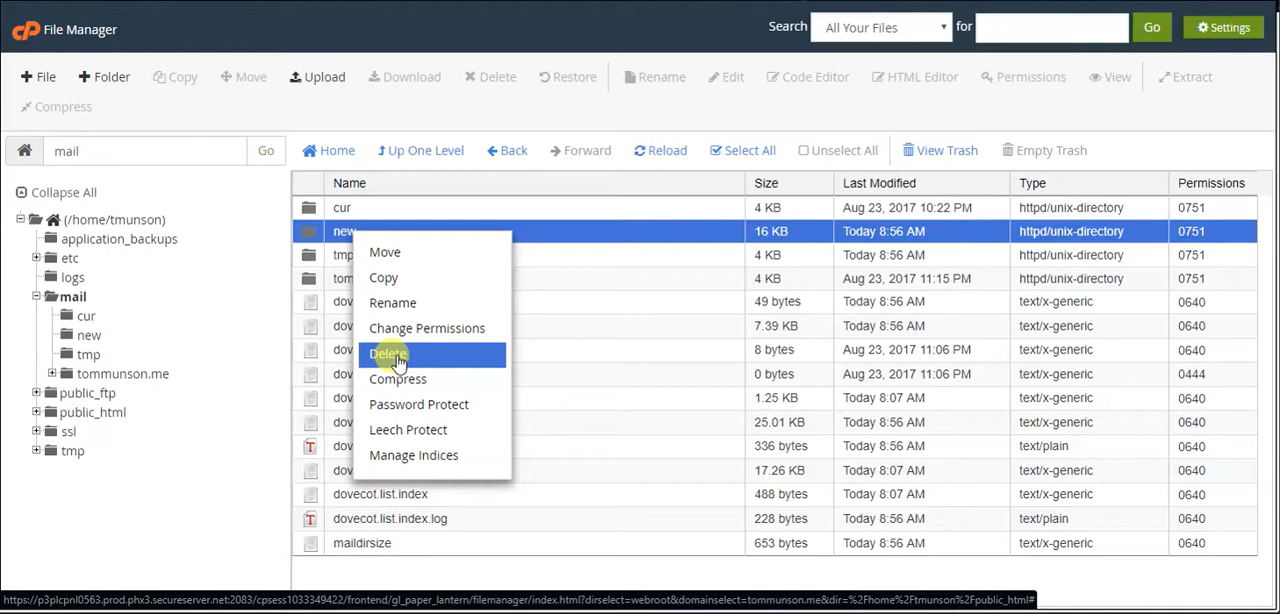 cP File Manager Search All Your Files for Go Settings
File Folder Copy Move Upload Download Delete Restore Rename Edit Code Editor HTML Editor Permissions View Extract
Compress
mail Go Home Up One Level Back Forward Reload Select All Unselect All View Trash Empty Trash
Collapse All
(/home/tmunson)
application_backups
etc
logs
mail
cur
new
tmp
tommunson.me
public_ftp
public_html
ssl
tmp
Name Size Last Modified Type Permissions
cur 4 KB Aug 23, 2017 10:22 PM httpd/unix-directory 0751
new 16 KB Today 8:56 AM httpd/unix-directory 0751
tmp 4 KB Today 8:56 AM httpd/unix-directory 0751
tom 4 KB Aug 23, 2017 11:15 PM httpd/unix-directory 0751
dov 49 bytes Today 8:56 AM text/x-generic 0640
dov 7.39 KB Today 8:56 AM text/x-generic 0640
dov 8 bytes Aug 23, 2017 11:06 PM text/x-generic 0640
dov 0 bytes Aug 23, 2017 11:06 PM text/x-generic 0444
dov 1.25 KB Today 8:07 AM text/x-generic 0640
dov 25.01 KB Today 8:07 AM text/x-generic 0640
dov 336 bytes Today 8:56 AM text/plain 0640
dov 17.26 KB Today 8:07 AM text/x-generic 0640
dovecot.list.index 488 bytes Today 8:56 AM text/x-generic 0640
dovecot.list.index.log 228 bytes Today 8:56 AM text/plain 0640
maildirsize 653 bytes Today 8:56 AM text/x-generic 0640
Move
Copy
Rename
Change Permissions
Delete
Compress
Password Protect
Leech Protect
Manage Indices
https://p3plcpnl0563.prod.phx3.secureserver.net:2083/cpsess1033349422/frontend/gl_paper_lantern/filemanager/index.html?dirselect=webroot&domainselect=tommunson.me&dir=%2Fhome%2Ftmunson%2Fpublic_html#